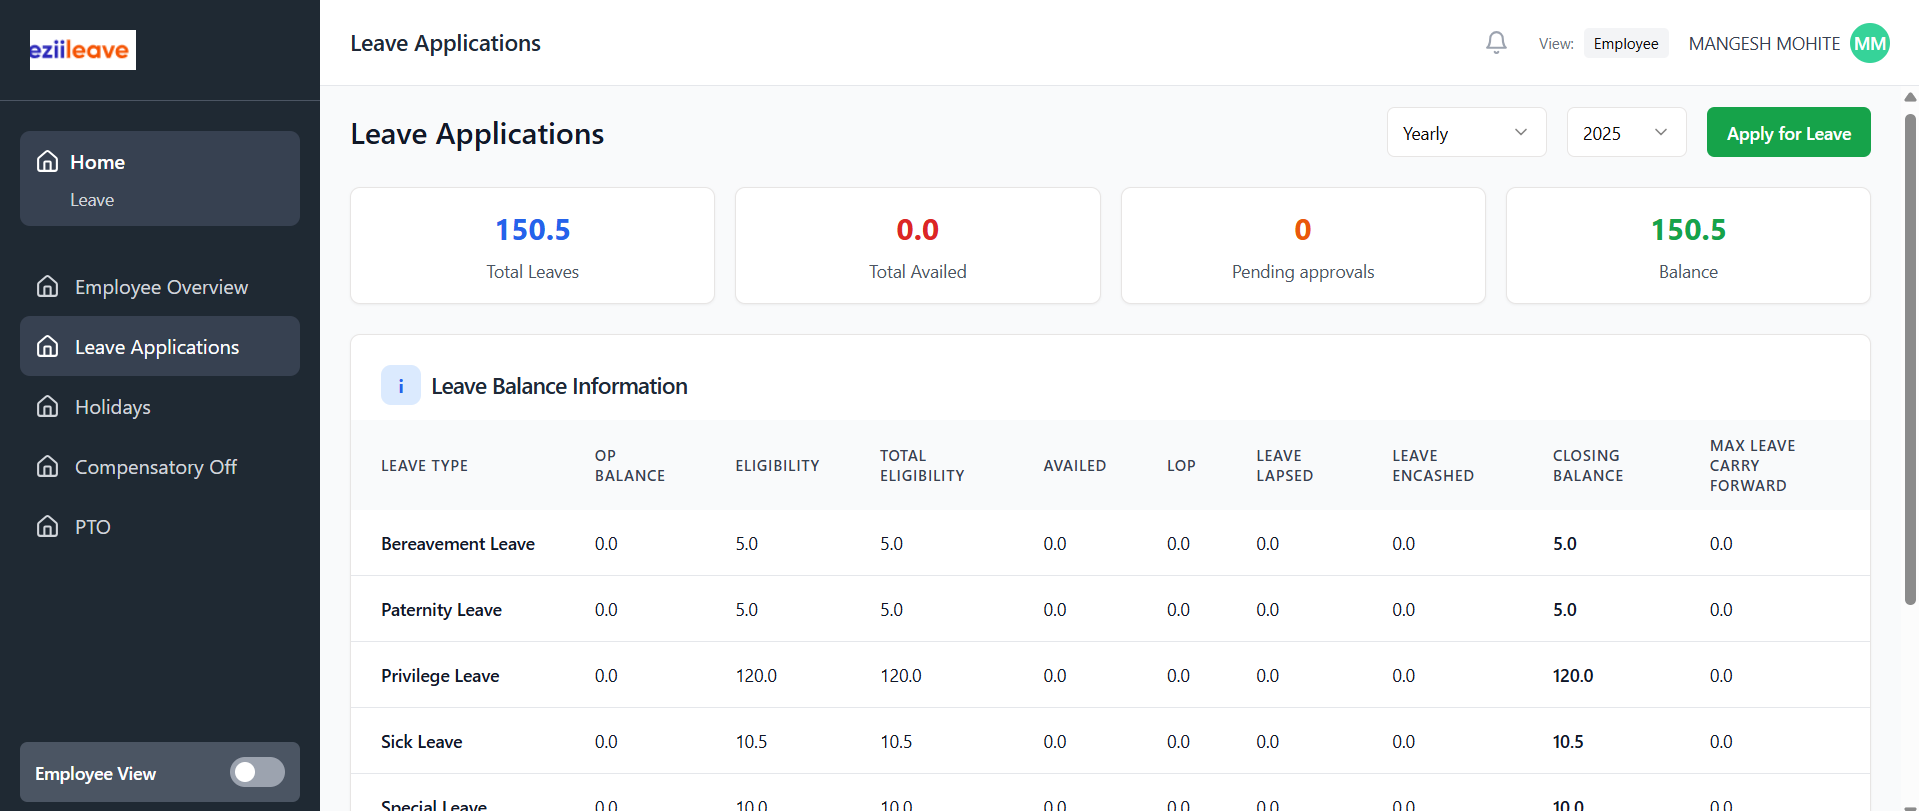 eziileave
Leave Applications
View: Employee MANGESH MOHITE MM
Home
Leave
Employee Overview
Leave Applications
Holidays
Compensatory Off
PTO
Employee View
Leave Applications
Yearly 2025 Apply for Leave
150.5 0.0 0 150.5
Total Leaves Total Availed Pending approvals Balance
i Leave Balance Information
LEAVE TYPE OP BALANCE ELIGIBILITY TOTAL ELIGIBILITY AVAILED LOP LEAVE LAPSED LEAVE ENCASHED CLOSING BALANCE MAX LEAVE CARRY FORWARD
Bereavement Leave 0.0 5.0 5.0 0.0 0.0 0.0 0.0 5.0 0.0
Paternity Leave 0.0 5.0 5.0 0.0 0.0 0.0 0.0 5.0 0.0
Privilege Leave 0.0 120.0 120.0 0.0 0.0 0.0 0.0 120.0 0.0
Sick Leave 0.0 10.5 10.5 0.0 0.0 0.0 0.0 10.5 0.0
Special Leave 0.0 10.0 10.0 0.0 0.0 0.0 0.0 10.0 0.0